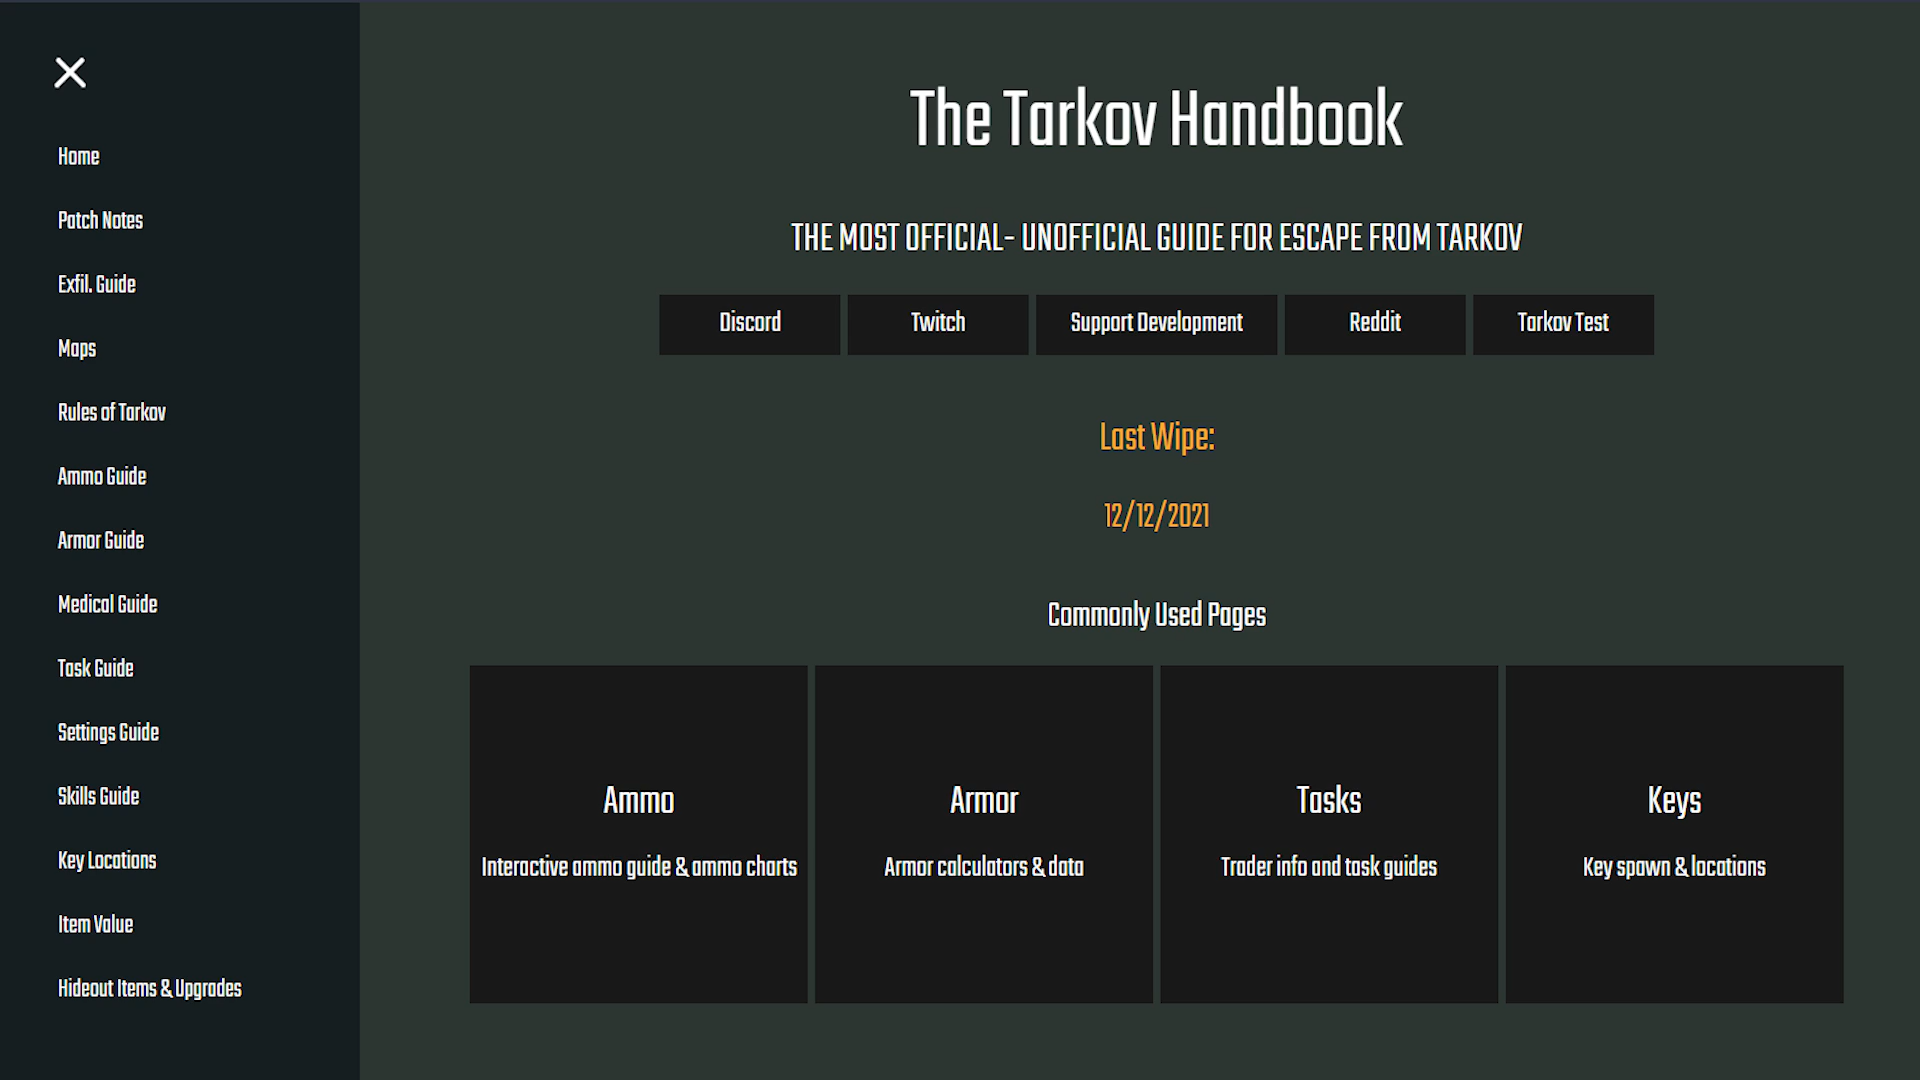 Home
Patch Notes
Exfil. Guide
Maps
Rules of Tarkov
Ammo Guide
Armor Guide
Medical Guide
Task Guide
Settings Guide
Skills Guide
Key Locations
Item Value
Hideout Items & Upgrades
The Tarkov Handbook
THE MOST OFFICIAL- UNOFFICIAL GUIDE FOR ESCAPE FROM TARKOV
Discord
Twitch
Support Development
Reddit
Tarkov Test
Last Wipe:
12/12/2021
Commonly Used Pages
Ammo
Interactive ammo guide & ammo charts
Armor
Armor calculators & data
Tasks
Trader info and task guides
Keys
Key spawn & locations